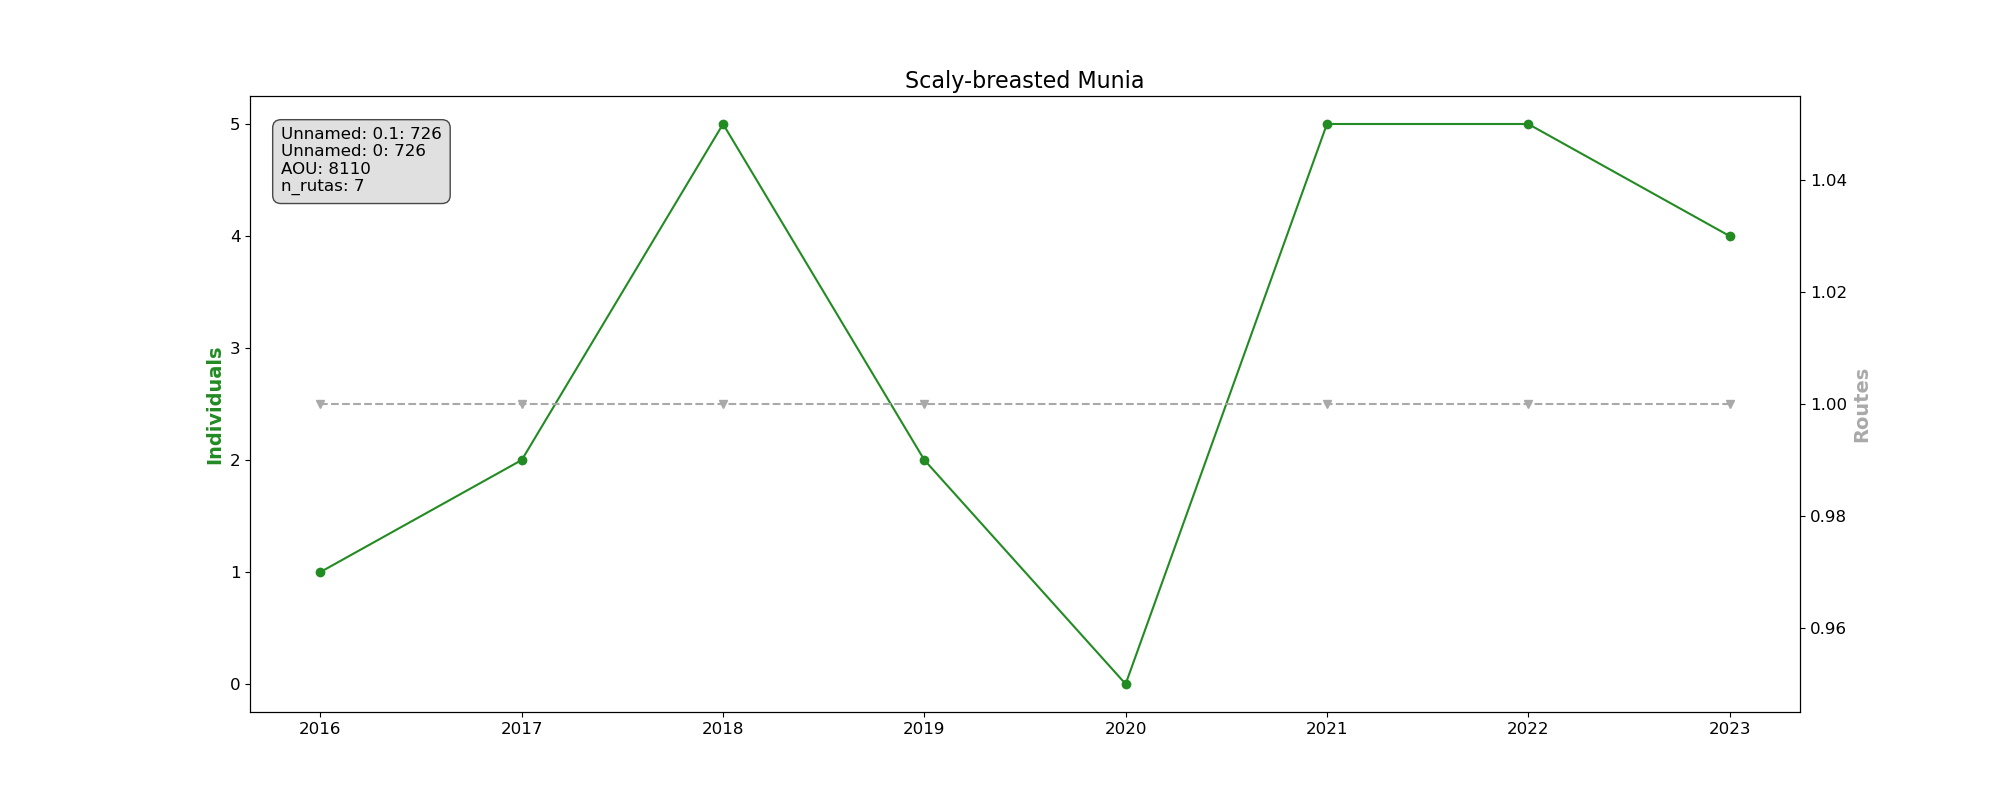 Scaly-breasted Munia
Unnamed: 0.1: 726
Unnamed: 0: 726
AOU: 8110
n_rutas: 7
Individuals
5
4
3
2
1
0
1.04
1.02
1.00
0.98
0.96
Routes
2016 2017 2018 2019 2020 2021 2022 2023